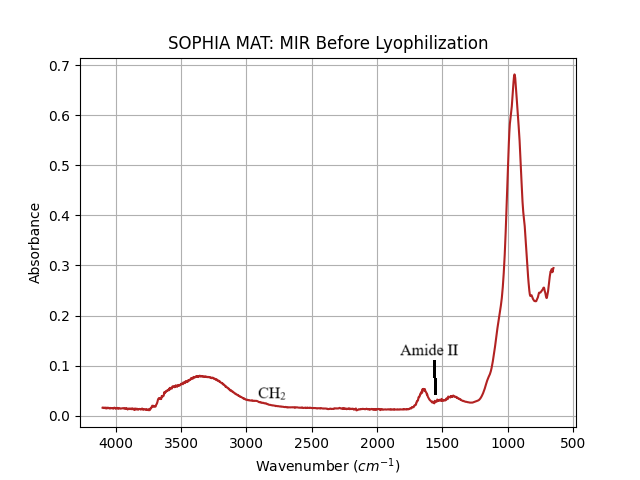 SOPHIA MAT: MIR Before Lyophilization
0.7
0.6
0.5
0.4
0.3
0.2
0.1
0.0
Absorbance
Amide II
CH₂
4000 3500 3000 2500 2000 1500 1000 500
Wavenumber (cm⁻¹)